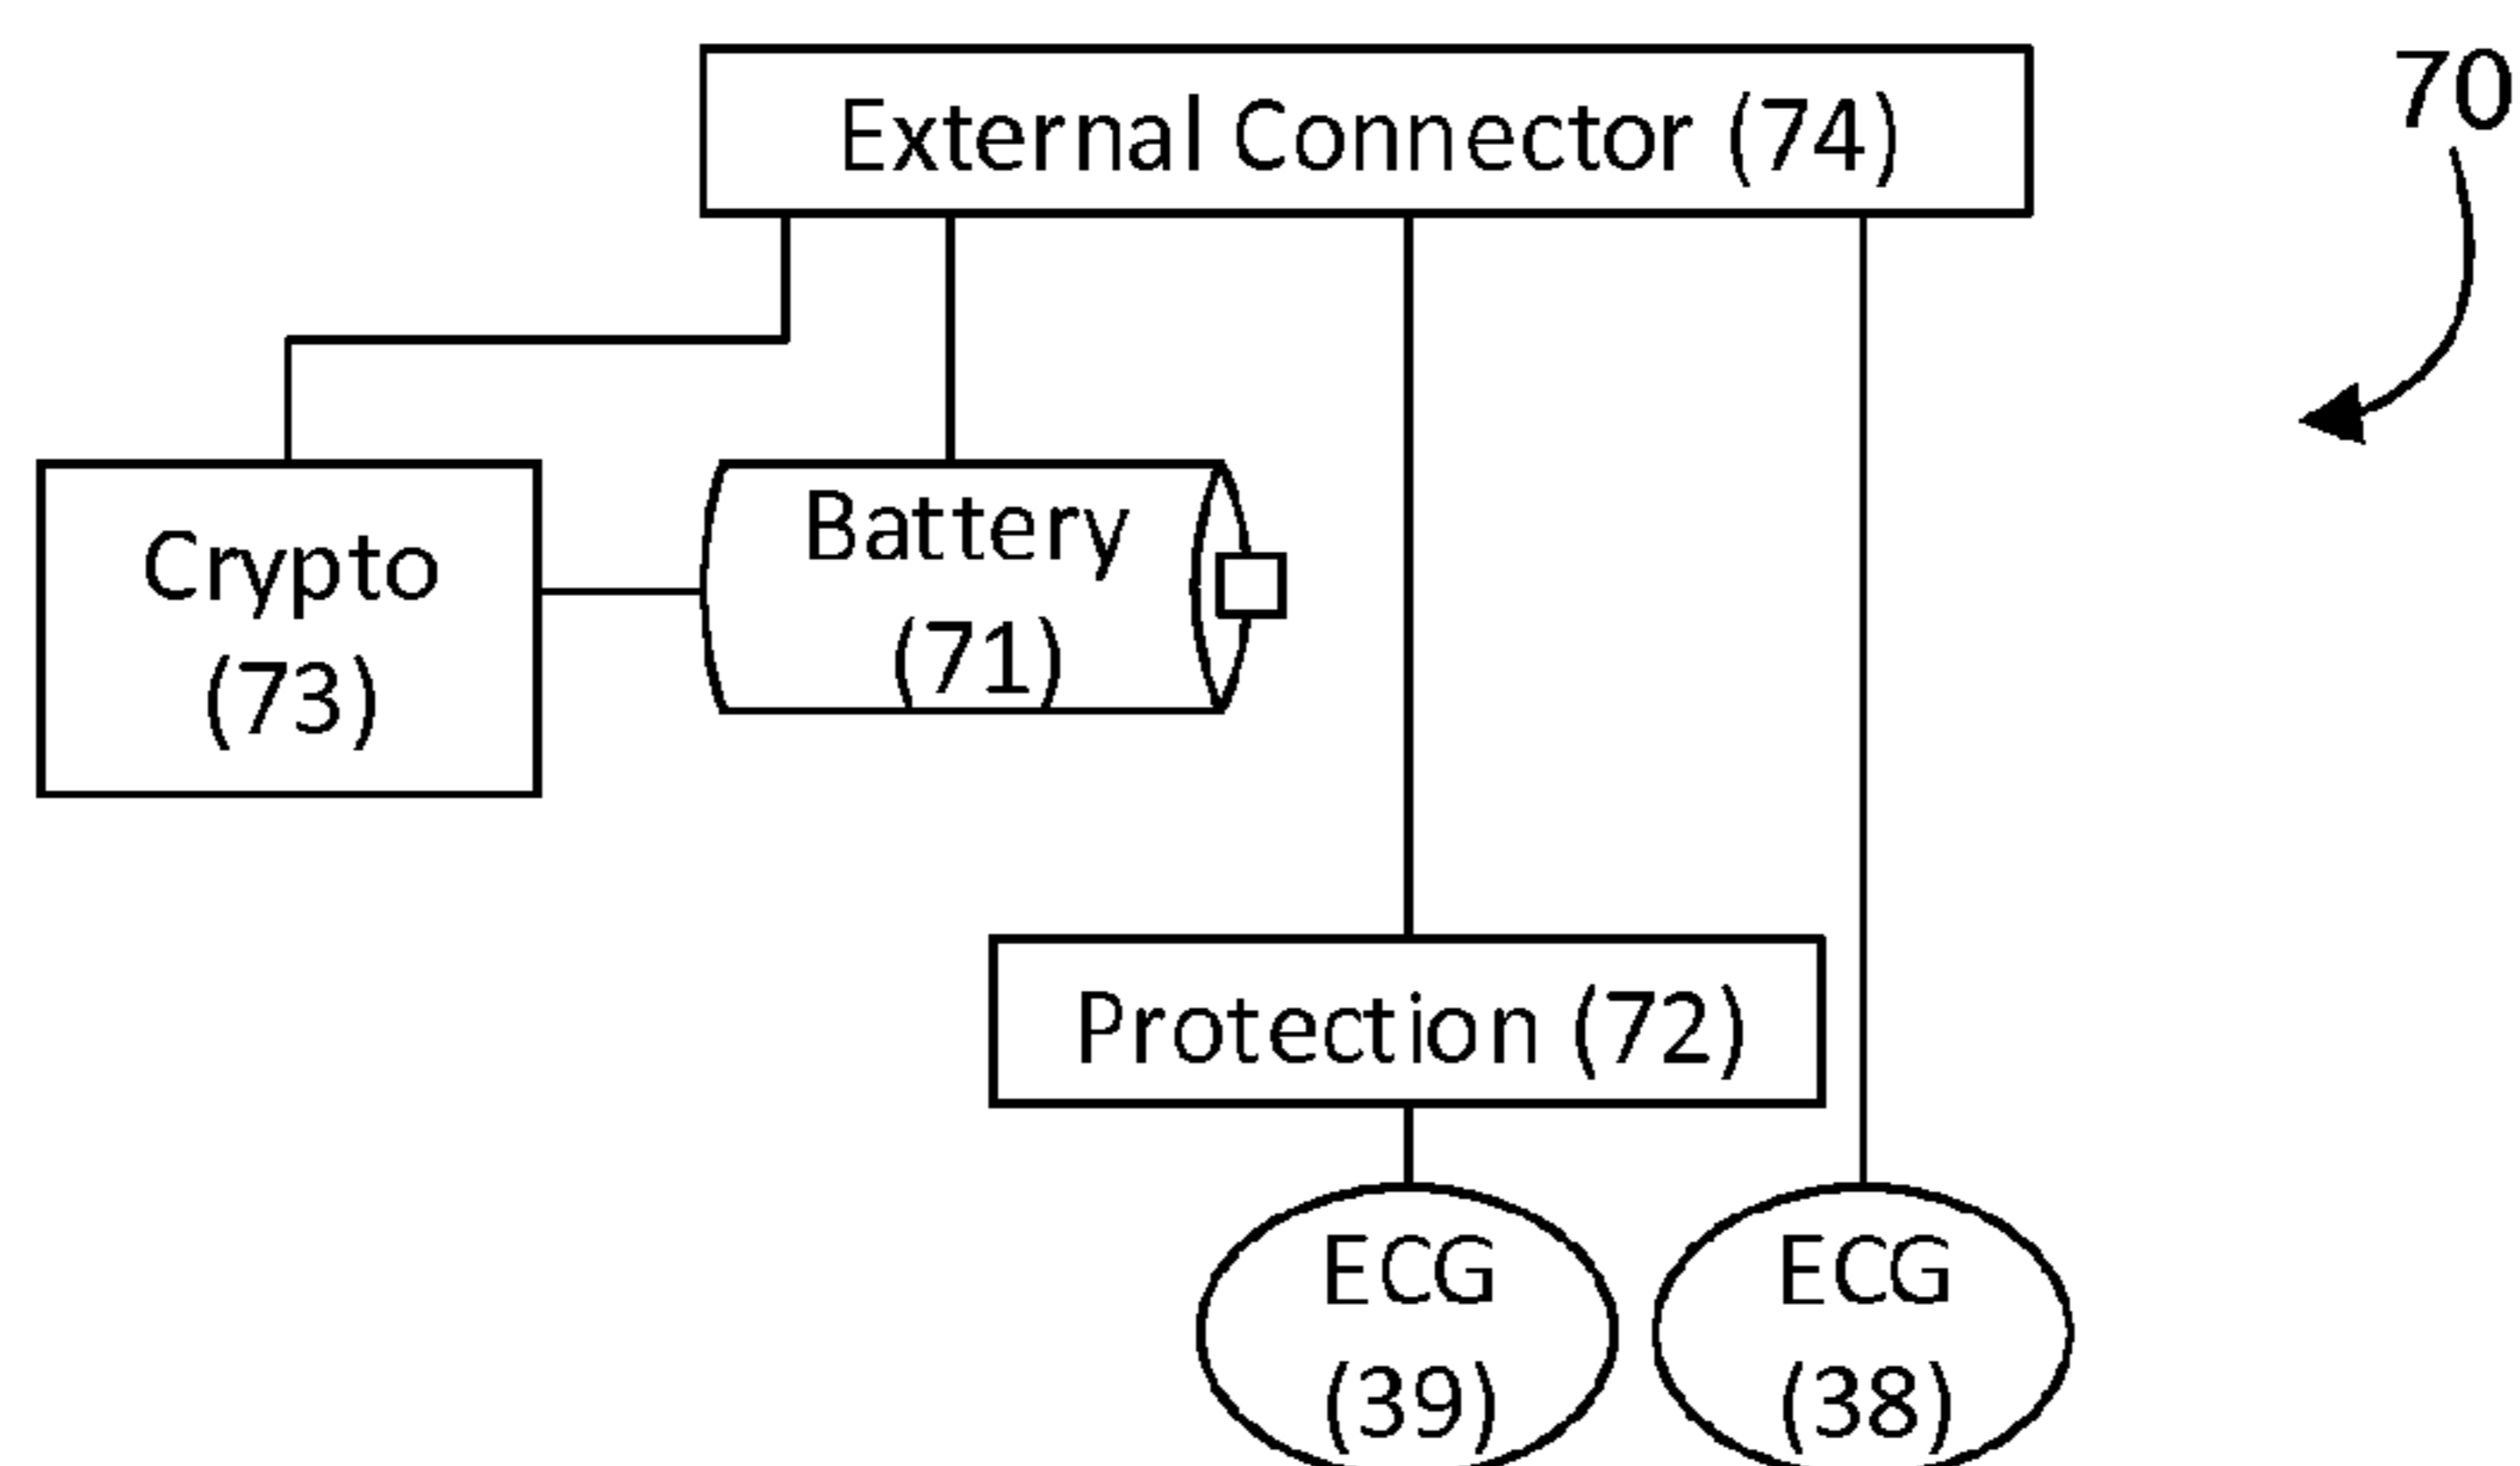 External Connector (74)
70
Crypto
(73)
Battery
(71)
Protection (72)
ECG
(39)
ECG
(38)